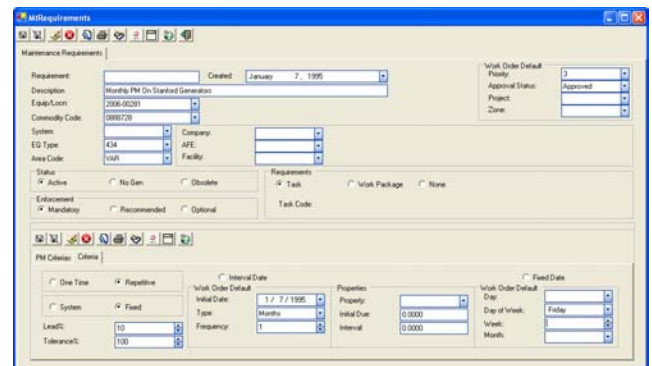 MtRequirements
Maintenance Requirements
Requirement:
Created: January 7, 1995
Description: Monthly PM On Stanford Generators
Equip/Locn: 2006-00281
Commodity Code: 0888728
System:
EQ Type: 434
Area Code: VAR
Company:
AFE:
Facility:
Work Order Default
Priority: 3
Approval Status: Approved
Project:
Zone:
Status
Active No Gen Obsolete
Enforcement
Mandatory Recommended Optional
Requirements
Task Work Package None
Task Code:
PM Criterias Criteria
One Time Repetitive
System Fixed
Lead%: 10
Tolerance%: 100
Interval Date
Work Order Default
Initial Date: 1/ 7/1995
Type: Months
Frequency: 1
Properties
Property:
Initial Due: 0.0000
Interval: 0.0000
Fixed Date
Work Order Default
Day:
Day of Week: Friday
Week:
Month: